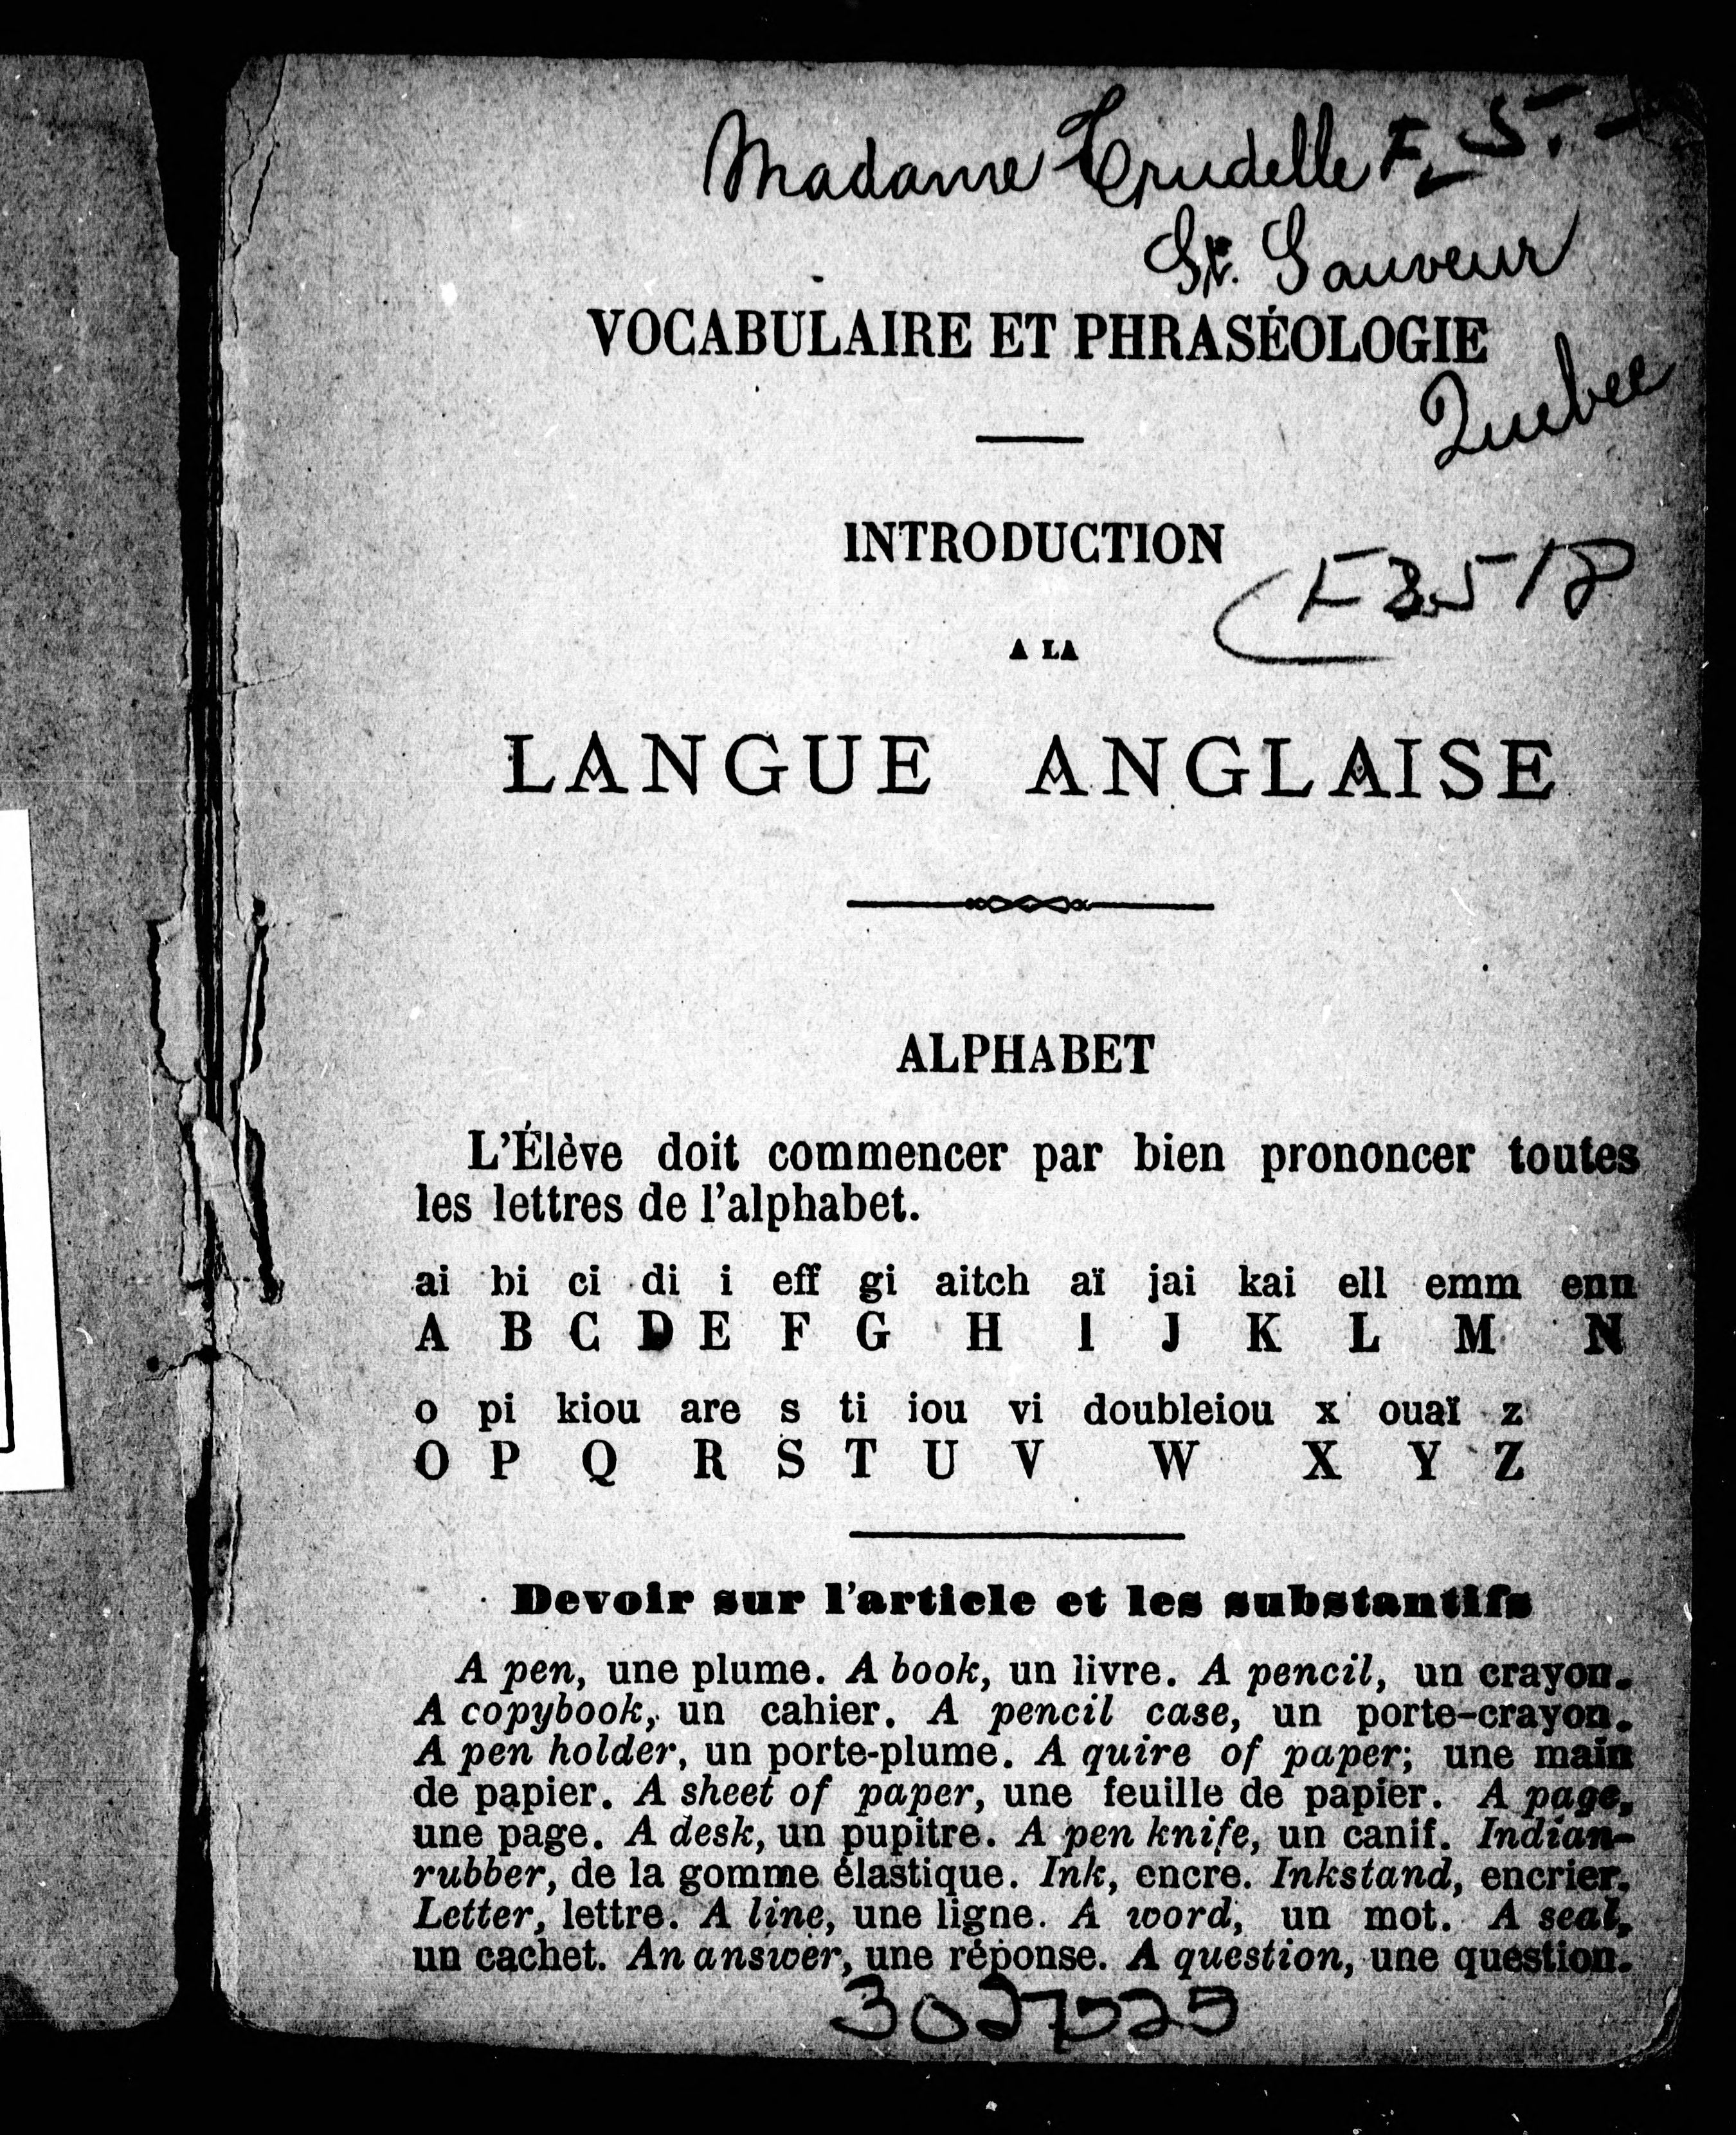 Madame Trudelle
St. Sauveur
VOCABULAIRE ET PHRASÉOLOGIE
Quebec
INTRODUCTION
A LA
LANGUE ANGLAISE
ALPHABET
L'Élève doit commencer par bien prononcer toutes
les lettres de l'alphabet.
ai bi ci di i eff gi aitch aï jai kai ell emm enn
A B C D E F G H I J K L M N
o pi kiou are s ti iou vi doubleiou x ouaï z
O P Q R S T U V W X Y Z
Devoir sur l'article et les substantifs
A pen, une plume. A book, un livre. A pencil, un crayon.
A copybook, un cahier. A pencil case, un porte-crayon.
A pen holder, un porte-plume. A quire of paper; une main
de papier. A sheet of paper, une feuille de papier. A page,
une page. A desk, un pupitre. A pen knife, un canif. Indian-
rubber, de la gomme élastique. Ink, encre. Inkstand, encrier.
Letter, lettre. A line, une ligne. A word, un mot. A seal,
un cachet. An answer, une réponse. A question, une question.